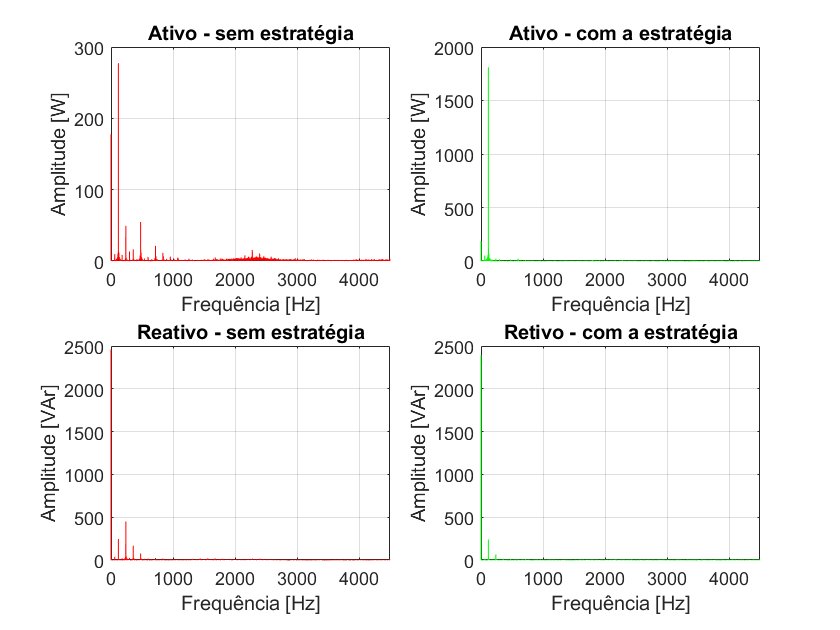 Ativo - sem estratégia
Amplitude [W]
300
200
100
0
0 1000 2000 3000 4000
Frequência [Hz]
Ativo - com a estratégia
Amplitude [W]
2000
1500
1000
500
0
0 1000 2000 3000 4000
Frequência [Hz]
Reativo - sem estratégia
Amplitude [VAr]
2500
2000
1500
1000
500
0
0 1000 2000 3000 4000
Frequência [Hz]
Retivo - com a estratégia
Amplitude [VAr]
2500
2000
1500
1000
500
0
0 1000 2000 3000 4000
Frequência [Hz]